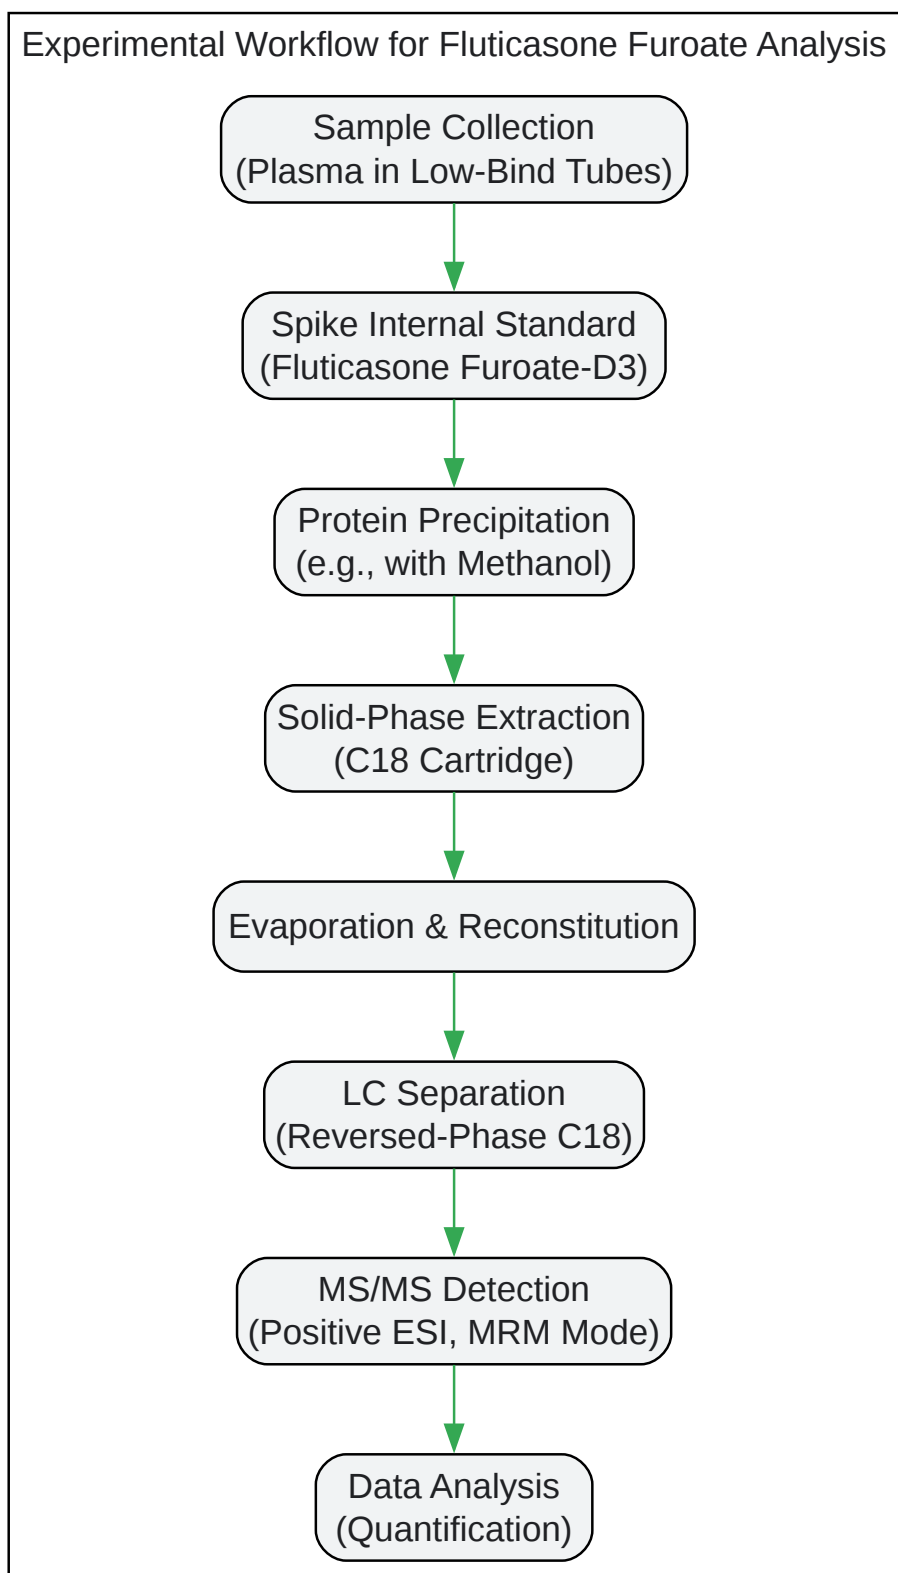 Experimental Workflow for Fluticasone Furoate Analysis
Sample Collection
(Plasma in Low-Bind Tubes)
Spike Internal Standard
(Fluticasone Furoate-D3)
Protein Precipitation
(e.g., with Methanol)
Solid-Phase Extraction
(C18 Cartridge)
Evaporation & Reconstitution
LC Separation
(Reversed-Phase C18)
MS/MS Detection
(Positive ESI, MRM Mode)
Data Analysis
(Quantification)